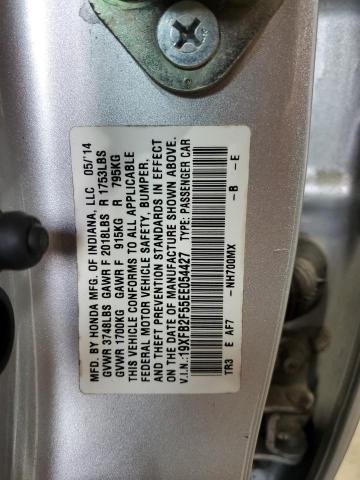 MFD. BY HONDA MFG. OF INDIANA, LLC 05/'14
GVWR 3748LBS GAWR F 2018LBS R 1753LBS
GVWR 1700KG GAWR F 915KG R 795KG
THIS VEHICLE CONFORMS TO ALL APPLICABLE
FEDERAL MOTOR VEHICLE SAFETY, BUMPER,
AND THEFT PREVENTION STANDARDS IN EFFECT
ON THE DATE OF MANUFACTURE SHOWN ABOVE.
V.I.N.:19XFB2F55EE054427 TYPE: PASSENGER CAR
-NH700MX -B -E
TR3 E AF7